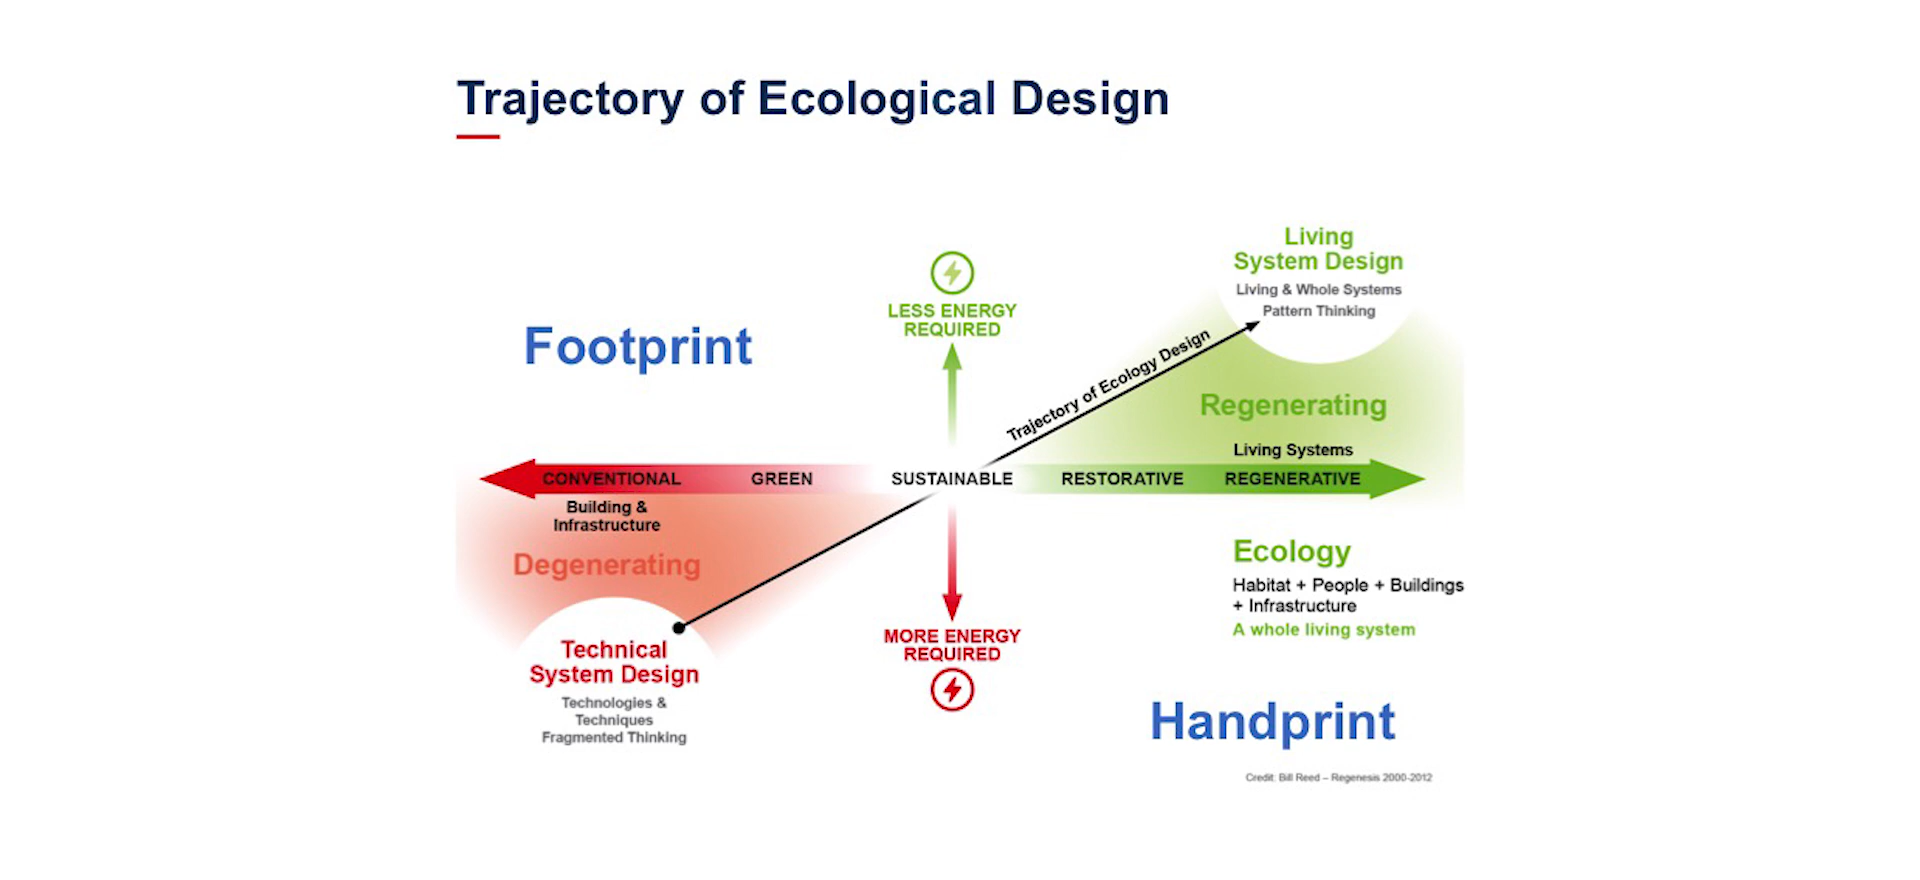 Trajectory of Ecological Design
Living
System Design
Living & Whole Systems
Pattern Thinking
LESS ENERGY
REQUIRED
Footprint
Trajectory of Ecology Design
Regenerating
Living Systems
CONVENTIONAL GREEN SUSTAINABLE RESTORATIVE REGENERATIVE
Building &
Infrastructure
Degenerating
Ecology
Habitat + People + Buildings
+ Infrastructure
A whole living system
MORE ENERGY
REQUIRED
Technical
System Design
Technologies &
Techniques
Fragmented Thinking
Handprint
Credit: Bill Reed – Regenesis 2000-2012